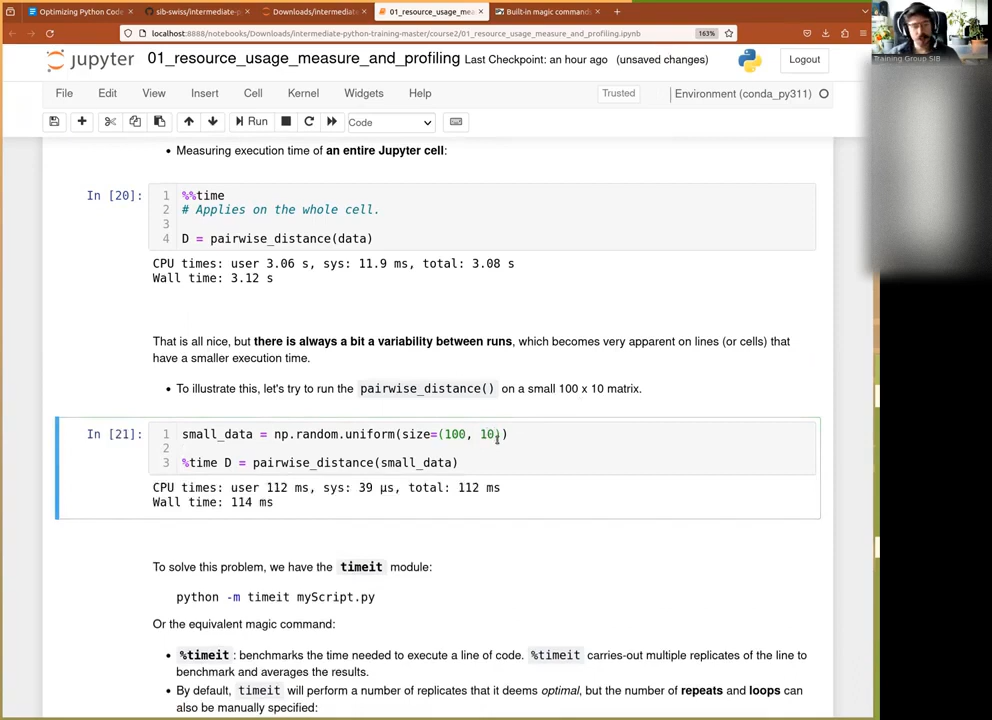 Optimizing Python Code
sib-swiss/intermediate-p
Downloads/intermediate
01_resource_usage_mea
Built-in magic command
localhost:8888/notebooks/Downloads/intermediate-python-training-master/course2/01_resource_usage_measure_and_profiling.ipynb
163%
Training Group SIB
jupyter 01_resource_usage_measure_and_profiling Last Checkpoint: an hour ago (unsaved changes)
Logout
File Edit View Insert Cell Kernel Widgets Help
Trusted
Environment (conda_py311)
Run
Code
• Measuring execution time of an entire Jupyter cell:
In [20]:
1 %%time
2 # Applies on the whole cell.
3
4 D = pairwise_distance(data)
CPU times: user 3.06 s, sys: 11.9 ms, total: 3.08 s
Wall time: 3.12 s
That is all nice, but there is always a bit a variability between runs, which becomes very apparent on lines (or cells) that
have a smaller execution time.
• To illustrate this, let's try to run the pairwise_distance() on a small 100 x 10 matrix.
In [21]:
1 small_data = np.random.uniform(size=(100, 10))
2
3 %time D = pairwise_distance(small_data)
CPU times: user 112 ms, sys: 39 µs, total: 112 ms
Wall time: 114 ms
To solve this problem, we have the timeit module:
python -m timeit myScript.py
Or the equivalent magic command:
• %timeit : benchmarks the time needed to execute a line of code. %timeit carries-out multiple replicates of the line to
benchmark and averages the results.
• By default, timeit will perform a number of replicates that it deems optimal, but the number of repeats and loops can
also be manually specified: